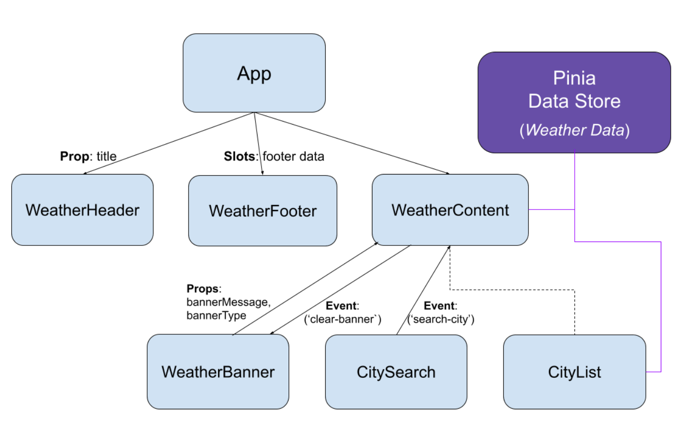 App
Pinia
Data Store
(Weather Data)
Prop: title
Slots: footer data
WeatherHeader
WeatherFooter
WeatherContent
Props:
bannerMessage,
bannerType
Event:
('clear-banner`)
Event:
('search-city')
WeatherBanner
CitySearch
CityList